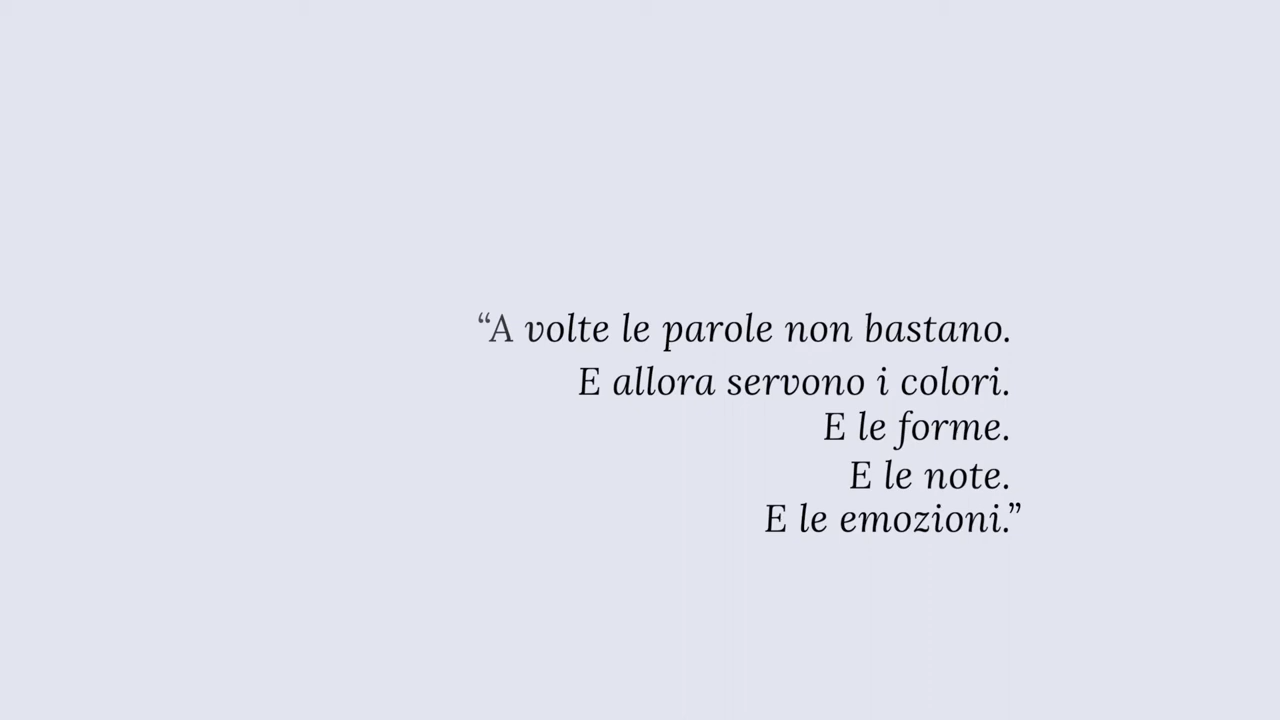 “A volte le parole non bastano.
E allora servono i colori.
E le forme.
E le note.
E le emozioni.”